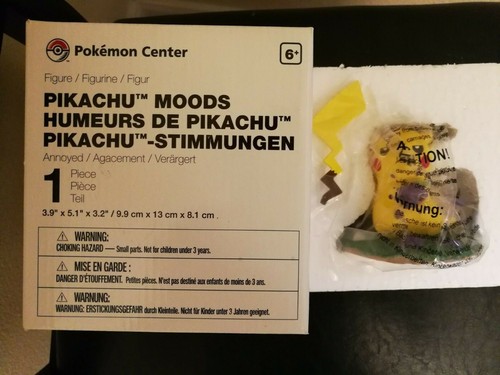 Pokémon Center
6+
Figure / Figurine / Figur
PIKACHU™ MOODS
HUMEURS DE PIKACHU™
PIKACHU™-STIMMUNGEN
Annoyed / Agacement / Verärgert
1 Piece
Pièce
Teil
3.9" x 5.1" x 3.2" / 9.9 cm x 13 cm x 8.1 cm
WARNING:
CHOKING HAZARD — Small parts. Not for children under 3 years.
MISE EN GARDE :
DANGER D'ÉTOUFFEMENT. Petites pièces. N'est pas destiné aux enfants de moins de 3 ans.
WARNUNG:
WARNUNG: ERSTICKUNGSGEFAHR durch Kleinteile. Nicht für Kinder unter 3 Jahren geeignet.